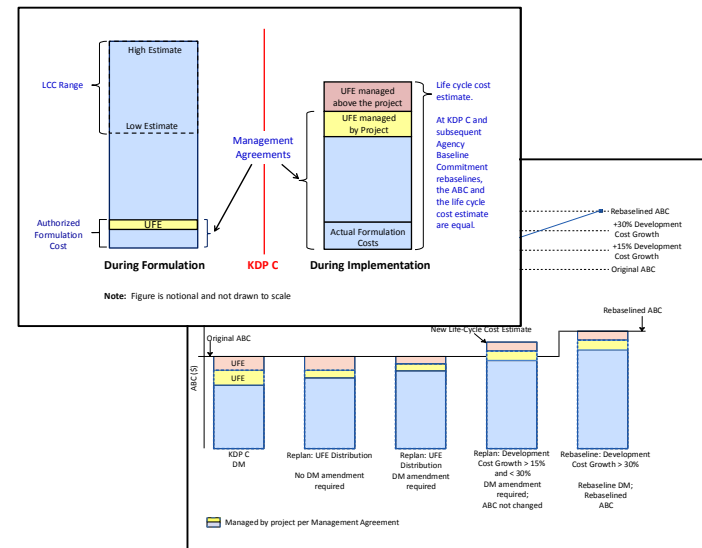 High Estimate
LCC Range
Low Estimate
Authorized
Formulation
Cost
UFE
During Formulation
Management
Agreements
KDP C
UFE managed
above the project
UFE managed
by Project
Actual Formulation
Costs
During Implementation
Life cycle cost
estimate.
At KDP C and
subsequent
Agency
Baseline
Commitment
rebaselines,
the ABC and
the life cycle
cost estimate
are equal.
Note: Figure is notional and not drawn to scale
Rebaselined ABC
+30% Development
Cost Growth
+15% Development
Cost Growth
Original ABC
Rebaselined ABC
New Life-Cycle Cost Estimate
Original ABC
ABC ($)
UFE
UFE
KDP C
DM
Replan: UFE Distribution
No DM amendment
required
Replan: UFE
Distribution
DM amendment
required
Replan: Development
Cost Growth > 15%
and < 30%
DM amendment
required;
ABC not changed
Rebaseline: Development
Cost Growth > 30%
Rebaseline DM;
Rebaselined
ABC
Managed by project per Management Agreement